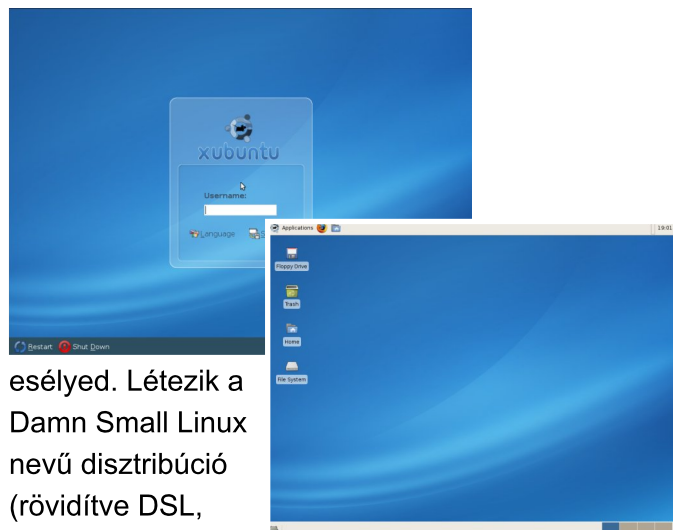 xubuntu
Username:
Language
Restart Shut Down
Applications
19:01
Floppy Drive
Trash
Home
File System
esélyed. Létezik a
Damn Small Linux
nevű disztribúció
(rövidítve DSL,